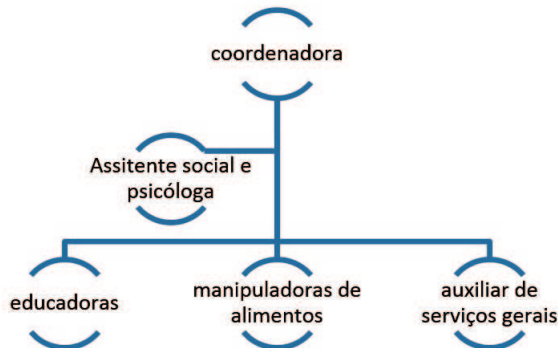 coordenadora
Assitente social e
psicóloga
educadoras
manipuladoras de
alimentos
auxiliar de
serviços gerais